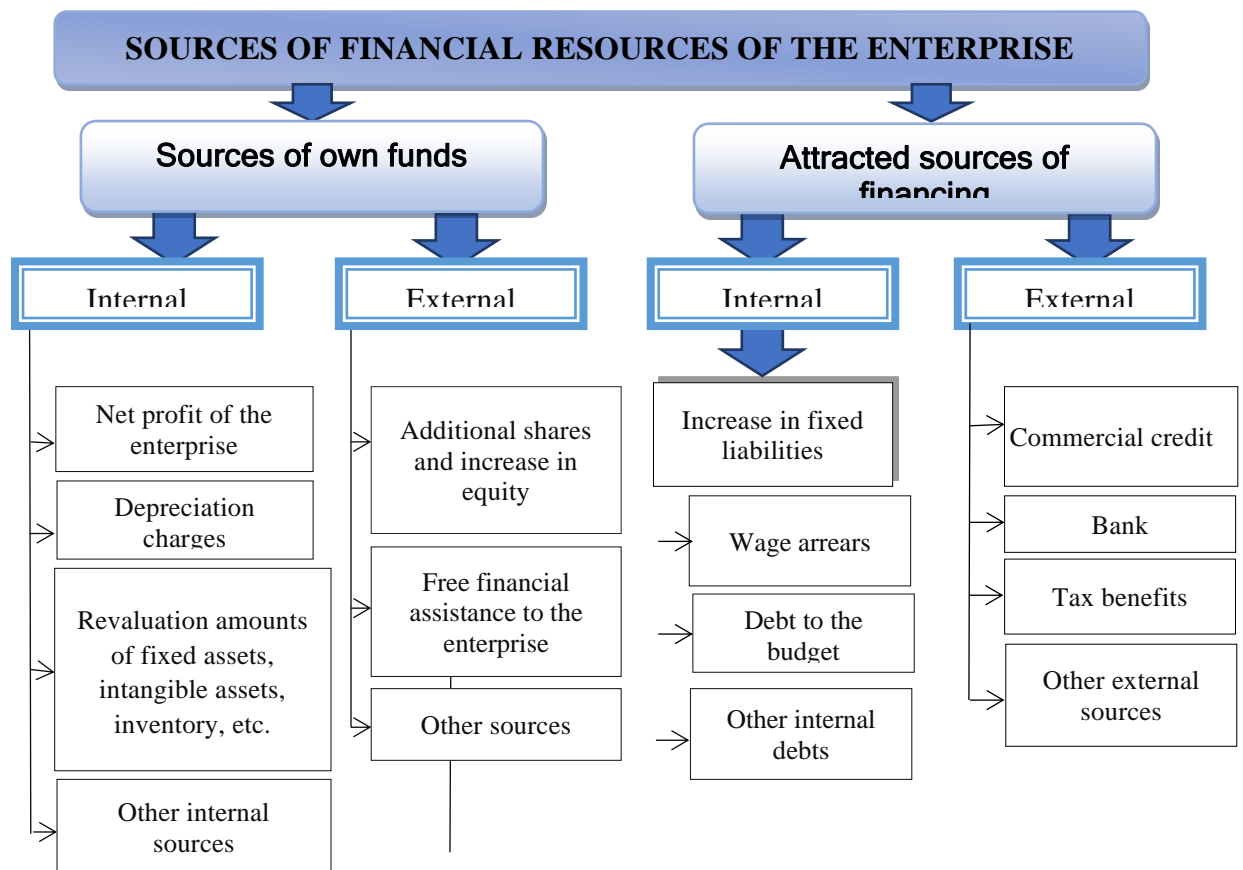 SOURCES OF FINANCIAL RESOURCES OF THE ENTERPRISE
Sources of own funds
Attracted sources of
financing
Internal
External
Internal
External
Net profit of the
enterprise
Depreciation
charges
Revaluation amounts
of fixed assets,
intangible assets,
inventory, etc.
Other internal
sources
Additional shares
and increase in
equity
Free financial
assistance to the
enterprise
Other sources
Increase in fixed
liabilities
Wage arrears
Debt to the
budget
Other internal
debts
Commercial credit
Bank
Tax benefits
Other external
sources